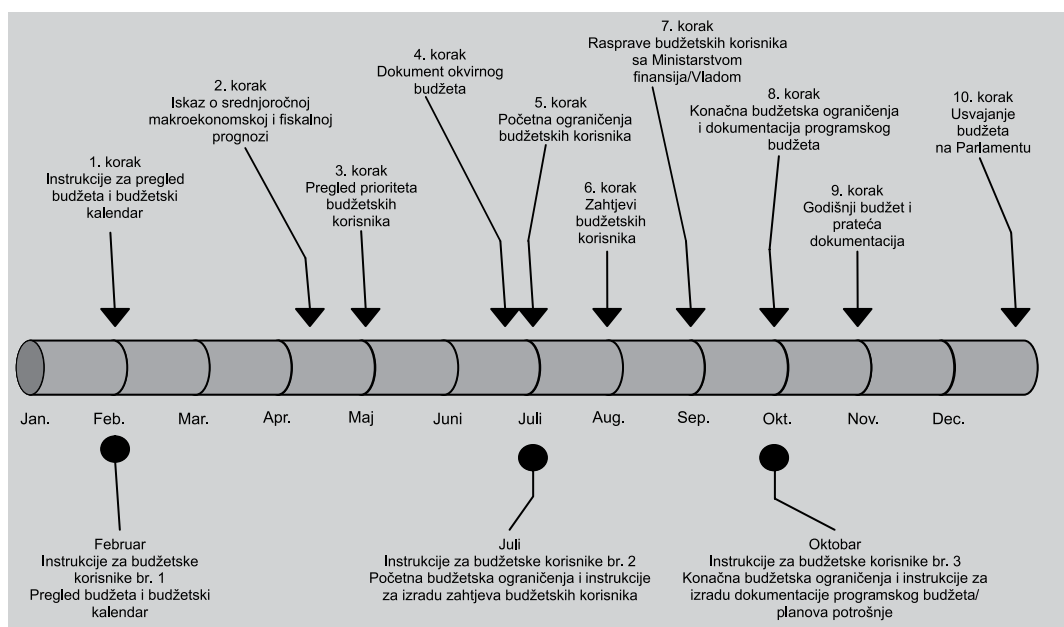 1. korak
Instrukcije za pregled
budžeta i budžetski
kalendar
2. korak
Iskaz o srednjoročnoj
makroekonomskoj i fiskalnoj
prognozi
3. korak
Pregled prioriteta
budžetskih
korisnika
4. korak
Dokument okvirnog
budžeta
5. korak
Početna ograničenja
budžetskih korisnika
6. korak
Zahtjevi
budžetskih
korisnika
7. korak
Rasprave budžetskih korisnika
sa Ministarstvom
finansija/Vladom
8. korak
Konačna budžetska ograničenja
i dokumentacija programskog
budžeta
9. korak
Godišnji budžet i
prateća
dokumentacija
10. korak
Usvajanje
budžeta
na Parlamentu
Jan. Feb. Mar. Apr. Maj Juni Juli Aug. Sep. Okt. Nov. Dec.
Februar
Instrukcije za budžetske
korisnike br. 1
Pregled budžeta i budžetski
kalendar
Juli
Instrukcije za budžetske korisnike br. 2
Početna budžetska ograničenja i instrukcije
za izradu zahtjeva budžetskih korisnika
Oktobar
Instrukcije za budžetske korisnike br. 3
Konačna budžetska ograničenja i instrukcije za
izradu dokumentacije programskog budžeta/
planova potrošnje